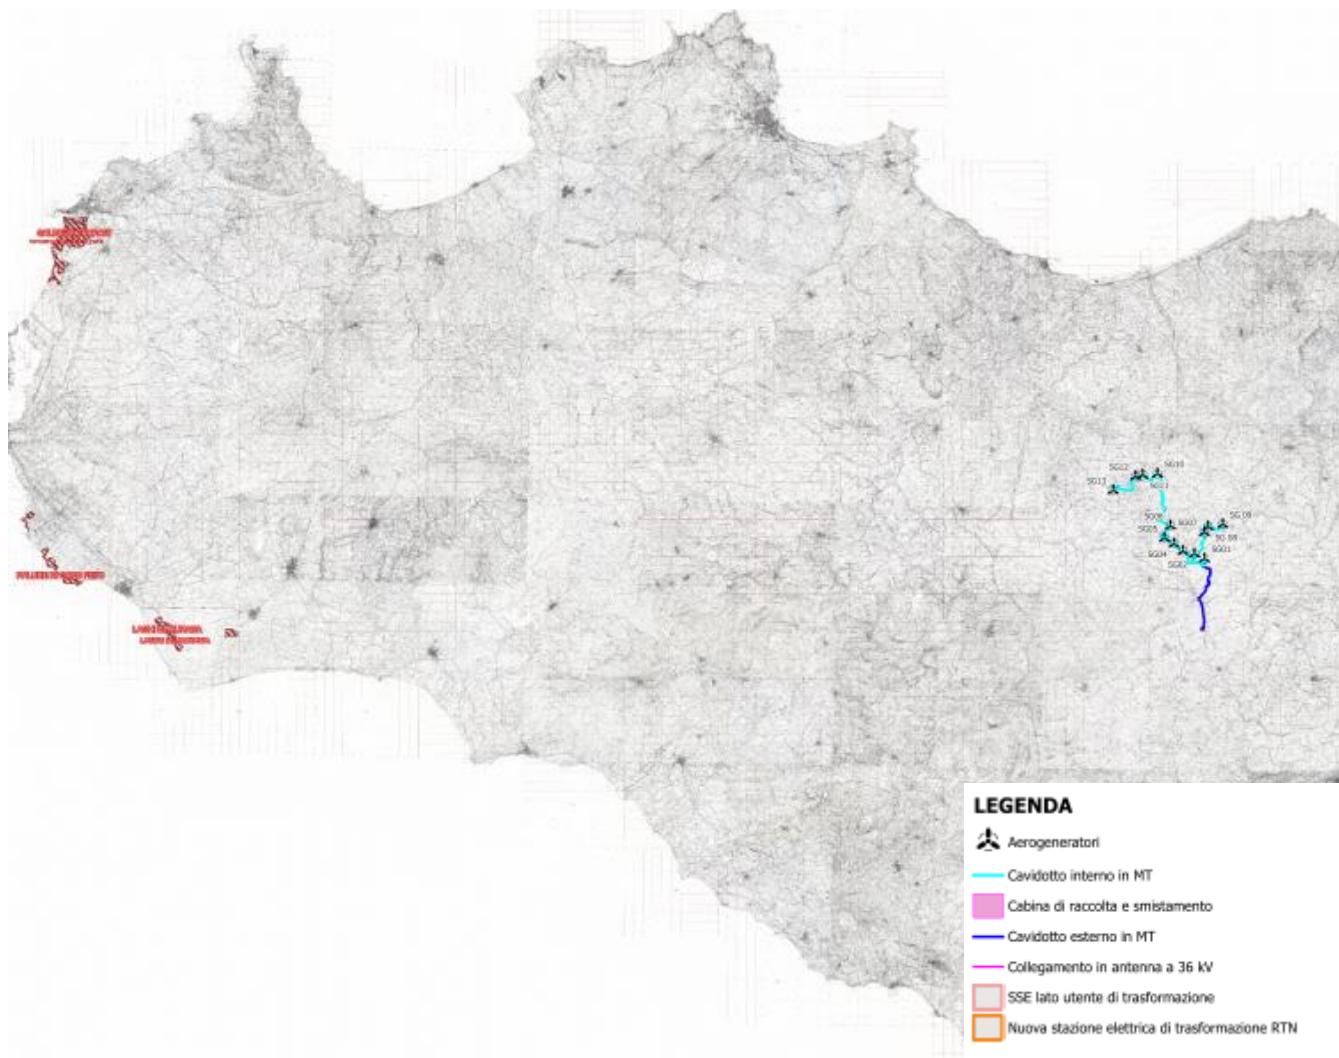 SG12
SG10
SG13
SG11
SG06
SG07
SG 09
SG05
SG 08
SG04
SG01
LEGENDA
Aerogeneratori
Cavidotto interno in MT
Cabina di raccolta e smistamento
Cavidotto esterno in MT
Collegamento in antenna a 36 kV
SSE lato utente di trasformazione
Nuova stazione elettrica di trasformazione RTN